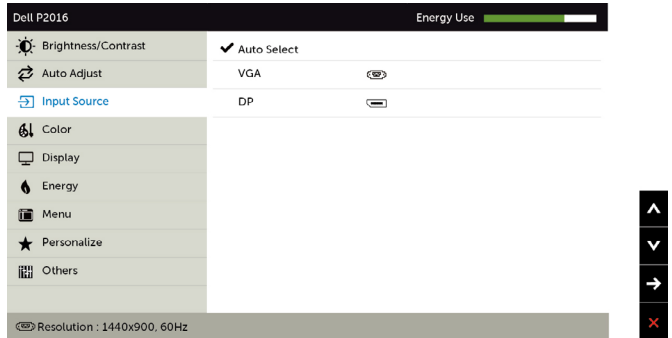 Dell P2016 Energy Use
Brightness/Contrast Auto Select
Auto Adjust VGA
Input Source DP
Color
Display
Energy
Menu
Personalize
Others
Resolution : 1440x900, 60Hz